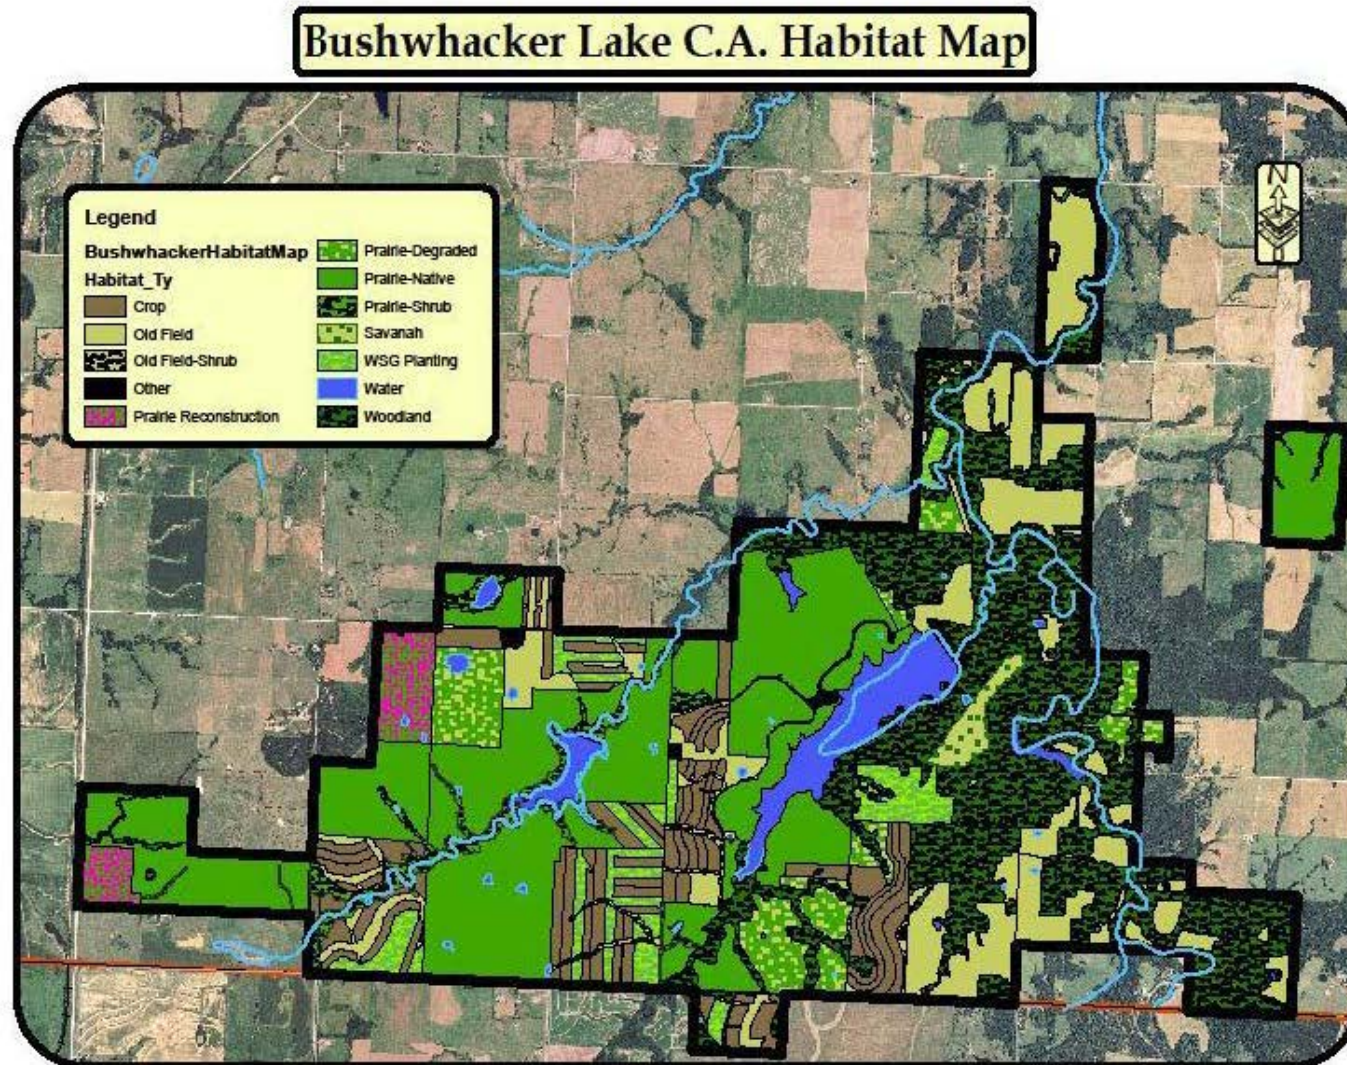 Bushwhacker Lake C.A. Habitat Map
N
Legend
BushwhackerHabitatMap
Habitat_Ty
Crop
Old Field
Old Field-Shrub
Other
Prairie Reconstruction
Prairie-Degraded
Prairie-Native
Prairie-Shrub
Savanah
WSG Planting
Water
Woodland